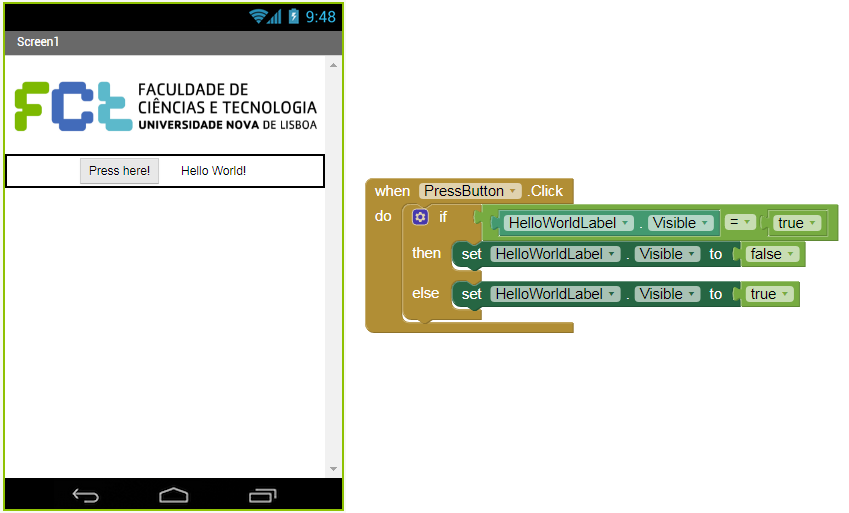 9:48
Screen1
FCt FACULDADE DE
CIÊNCIAS E TECNOLOGIA
UNIVERSIDADE NOVA DE LISBOA
Press here! Hello World!
when PressButton .Click
do if HelloWorldLabel . Visible = true
then set HelloWorldLabel . Visible to false
else set HelloWorldLabel . Visible to true